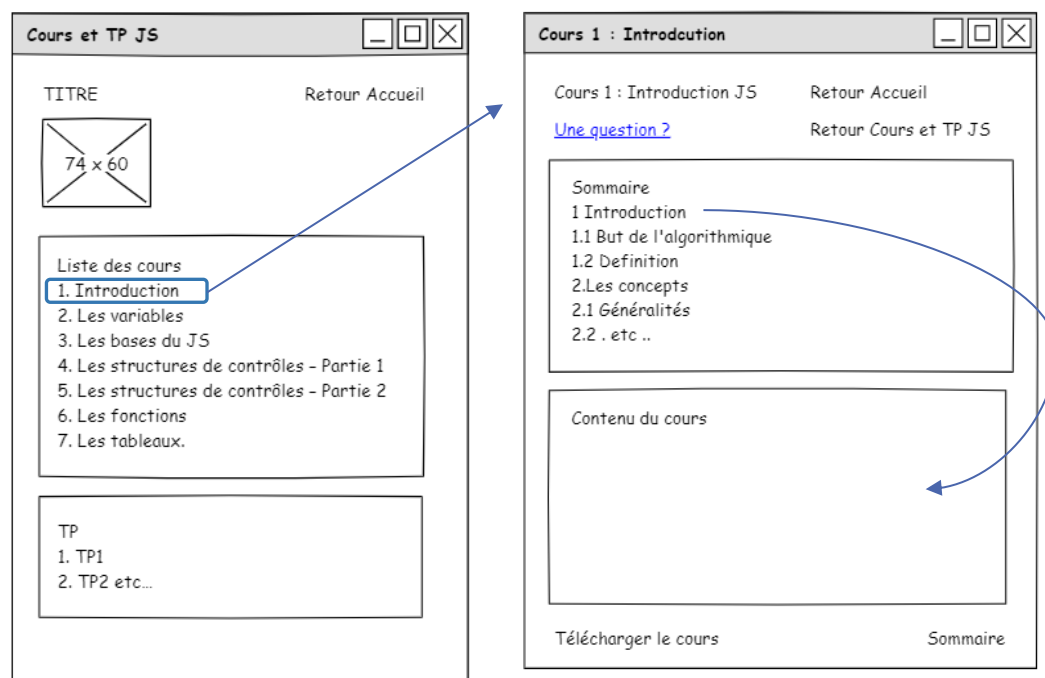 Cours et TP JS
TITRE
Retour Accueil
74 x 60
Liste des cours
1. Introduction
2. Les variables
3. Les bases du JS
4. Les structures de contrôles - Partie 1
5. Les structures de contrôles - Partie 2
6. Les fonctions
7. Les tableaux.
TP
1. TP1
2. TP2 etc...
Cours 1 : Introdcution
Cours 1 : Introduction JS
Retour Accueil
Une question ?
Retour Cours et TP JS
Sommaire
1 Introduction
1.1 But de l'algorithmique
1.2 Definition
2.Les concepts
2.1 Généralités
2.2 . etc ..
Contenu du cours
Télécharger le cours
Sommaire